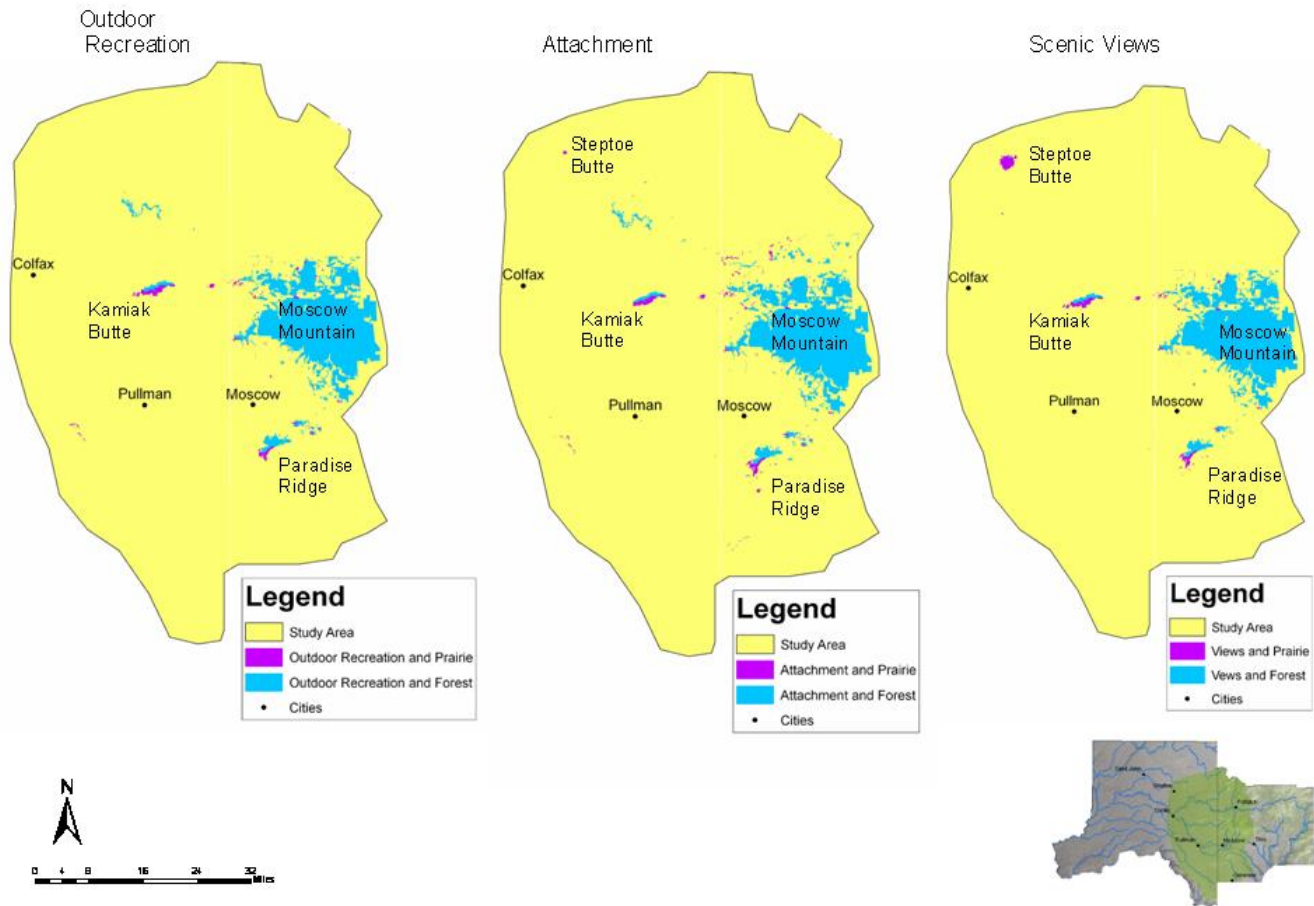 Outdoor
Recreation
Attachment
Scenic Views
Colfax
Kamiak
Butte
Moscow
Mountain
Pullman
Moscow
Paradise
Ridge
Legend
Study Area
Outdoor Recreation and Prairie
Outdoor Recreation and Forest
Cities
Steptoe
Butte
Colfax
Kamiak
Butte
Moscow
Mountain
Pullman
Moscow
Paradise
Ridge
Legend
Study Area
Attachment and Prairie
Attachment and Forest
Cities
Steptoe
Butte
Colfax
Kamiak
Butte
Moscow
Mountain
Pullman
Moscow
Paradise
Ridge
Legend
Study Area
Views and Prairie
Views and Forest
Cities
N
0 4 8 16 24 32
Miles
Pullman
Moscow